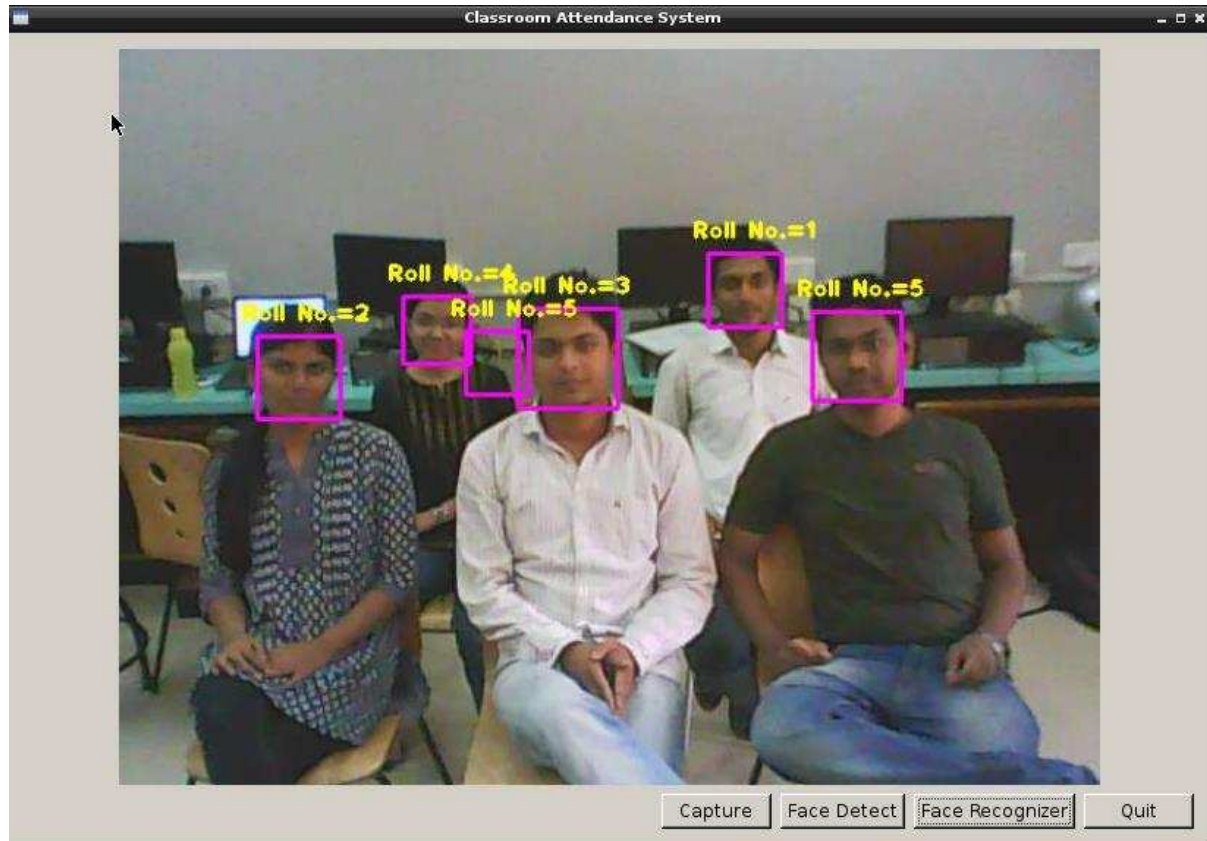 Classroom Attendance System
Roll No.=1
Roll No.=4
Roll No.=3
Roll No.=5
Roll No.=5
Roll No.=2
Capture
Face Detect
Face Recognizer
Quit